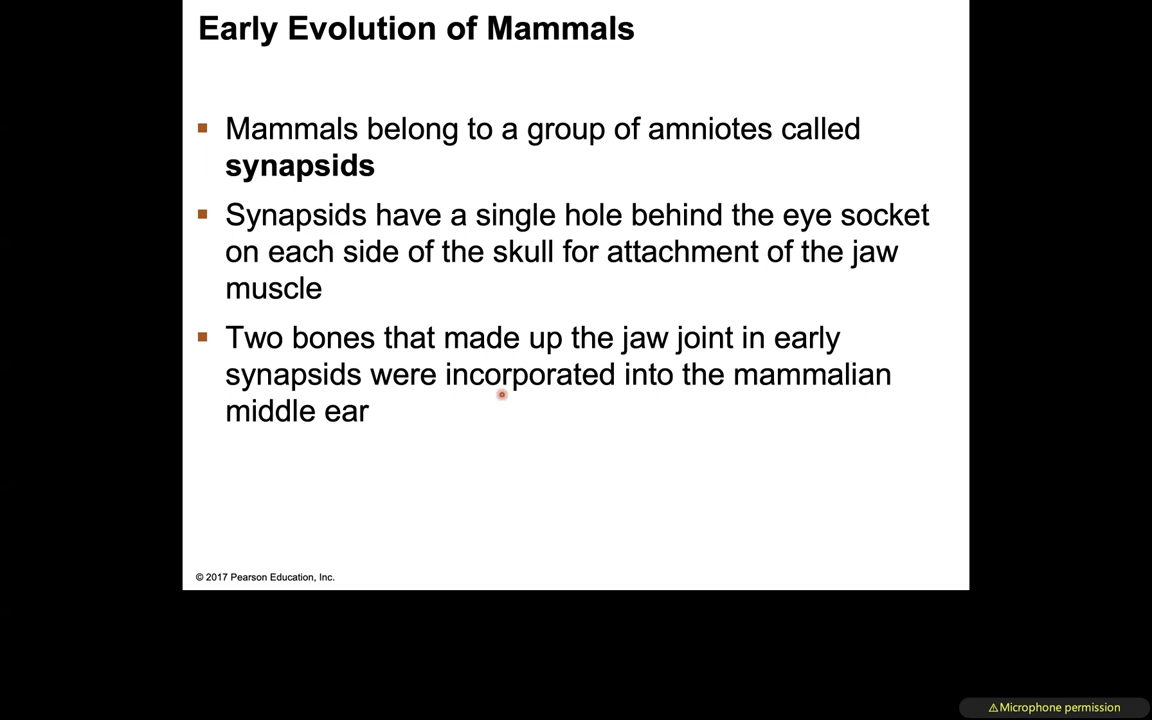 Early Evolution of Mammals
▪ Mammals belong to a group of amniotes called
synapsids
▪ Synapsids have a single hole behind the eye socket
on each side of the skull for attachment of the jaw
muscle
▪ Two bones that made up the jaw joint in early
synapsids were incorporated into the mammalian
middle ear
© 2017 Pearson Education, Inc.
⚠Microphone permission